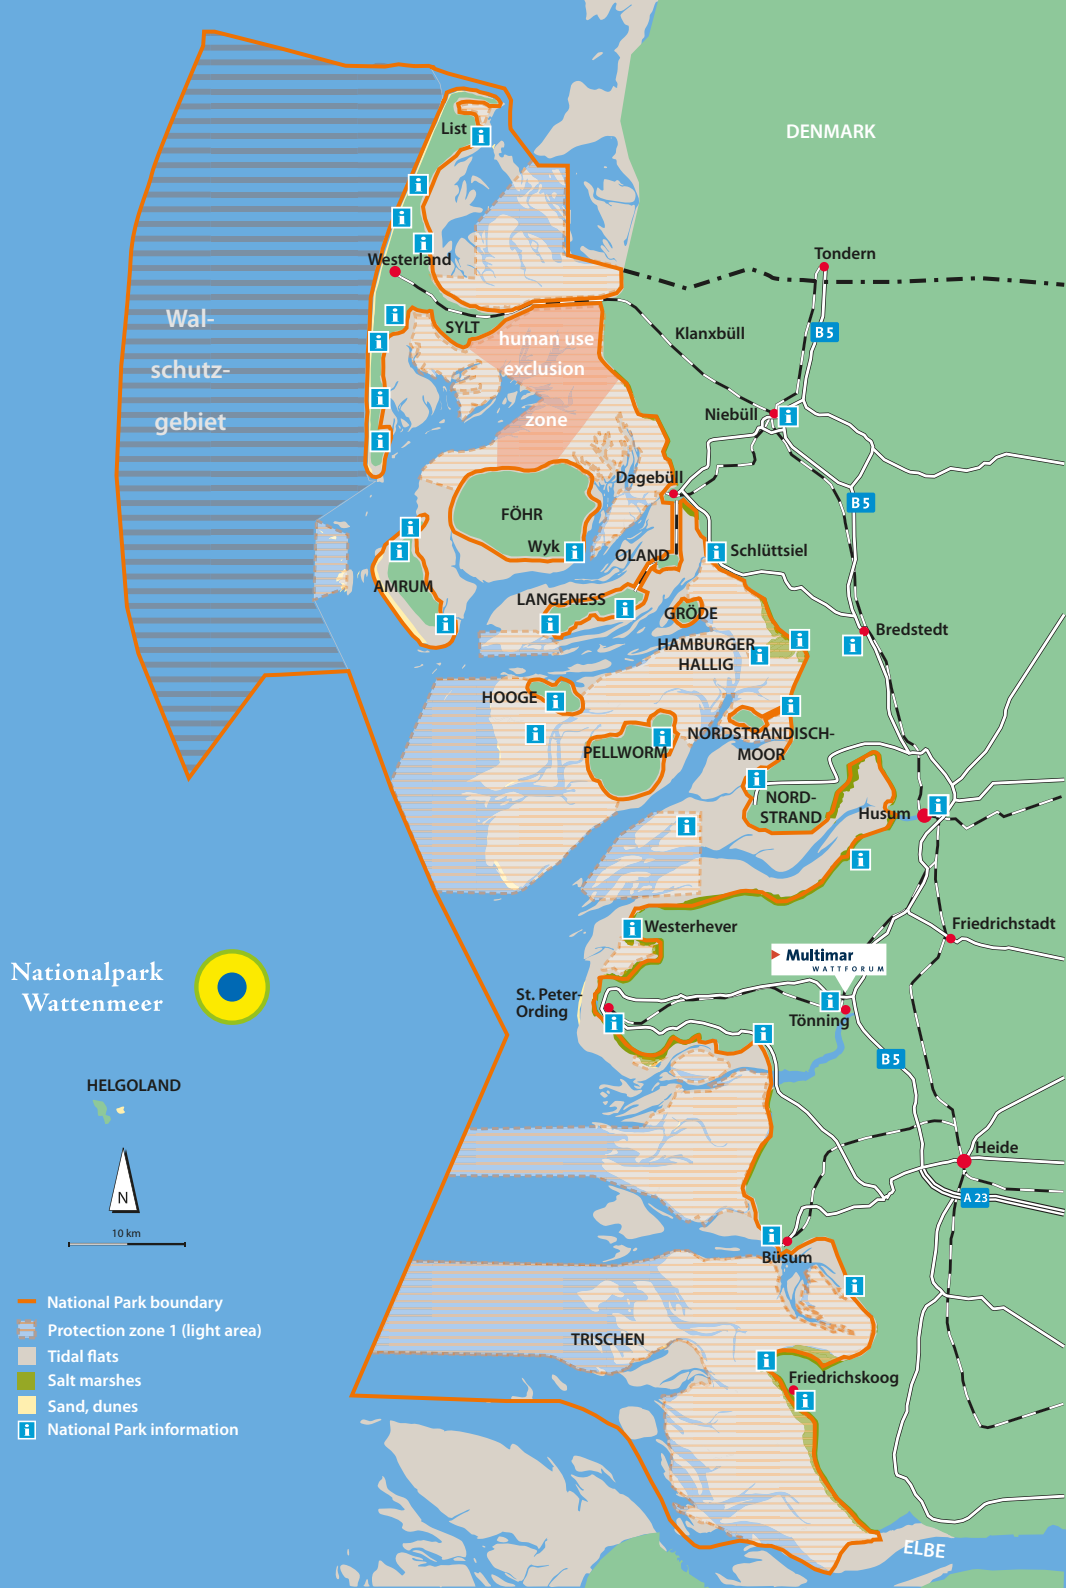 DENMARK
List
Tondern
Westerland
Wal-
schutz-
gebiet
SYLT
human use
exclusion
zone
B 5
Klanxbüll
Niebüll
Dagebüll
B 5
FÖHR
Wyk
OLAND
Schlüttsiel
AMRUM
LANGENESS
GRÖDE
Bredstedt
HAMBURGER
HALLIG
HOOGE
NORDSTRANDISCH-
MOOR
PELLWORM
NORD-
STRAND
Husum
Westerhever
Friedrichstadt
Multimar
WATTFORUM
Nationalpark
Wattenmeer
St. Peter-
Ording
Tönning
B 5
HELGOLAND
Heide
N
A 23
10 km
Büsum
National Park boundary
Protection zone 1 (light area)
Tidal flats
Salt marshes
Sand, dunes
National Park information
TRISCHEN
Friedrichskoog
ELBE